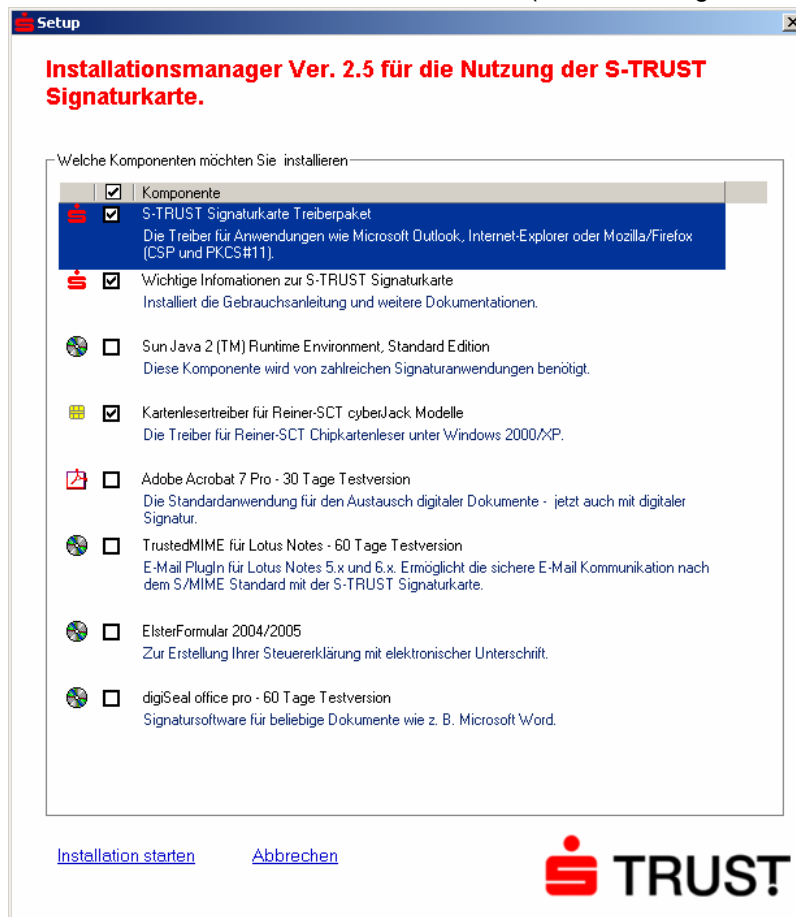 Setup
Installationsmanager Ver. 2.5 für die Nutzung der S-TRUST
Signaturkarte.
Welche Komponenten möchten Sie installieren
Komponente
S-TRUST Signaturkarte Treiberpaket
Die Treiber für Anwendungen wie Microsoft Outlook, Internet-Explorer oder Mozilla/Firefox
(CSP und PKCS#11).
Wichtige Infomationen zur S-TRUST Signaturkarte
Installiert die Gebrauchsanleitung und weitere Dokumentationen.
Sun Java 2 (TM) Runtime Environment, Standard Edition
Diese Komponente wird von zahlreichen Signaturanwendungen benötigt.
Kartenlesertreiber für Reiner-SCT cyberJack Modelle
Die Treiber für Reiner-SCT Chipkartenleser unter Windows 2000/XP.
Adobe Acrobat 7 Pro - 30 Tage Testversion
Die Standardanwendung für den Austausch digitaler Dokumente - jetzt auch mit digitaler
Signatur.
TrustedMIME für Lotus Notes - 60 Tage Testversion
E-Mail PlugIn für Lotus Notes 5.x und 6.x. Ermöglicht die sichere E-Mail Kommunikation nach
dem S/MIME Standard mit der S-TRUST Signaturkarte.
ElsterFormular 2004/2005
Zur Erstellung Ihrer Steuererklärung mit elektronischer Unterschrift.
digiSeal office pro - 60 Tage Testversion
Signatursoftware für beliebige Dokumente wie z. B. Microsoft Word.
Installation starten Abbrechen
TRUST